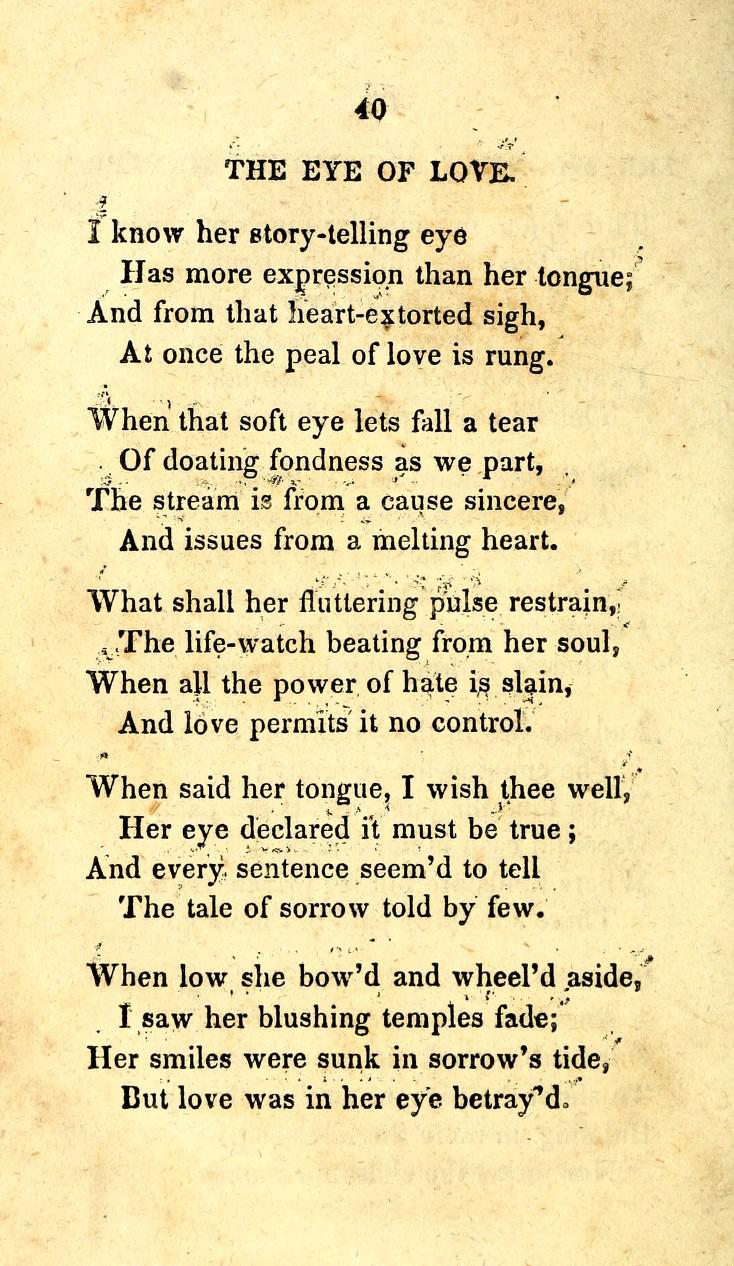 40
THE EYE OF LOVE.
I know her story-telling eye
Has more expression than her tongue;
And from that heart-extorted sigh,
At once the peal of love is rung.
When that soft eye lets fall a tear
Of doating fondness as we part,
The stream is from a cause sincere,
And issues from a melting heart.
What shall her fluttering pulse restrain,
The life-watch beating from her soul,
When all the power of hate is slain,
And love permits it no control.
When said her tongue, I wish thee well,
Her eye declared it must be true;
And every sentence seem'd to tell
The tale of sorrow told by few.
When low she bow'd and wheel'd aside,
I saw her blushing temples fade;
Her smiles were sunk in sorrow's tide,
But love was in her eye betray'd.